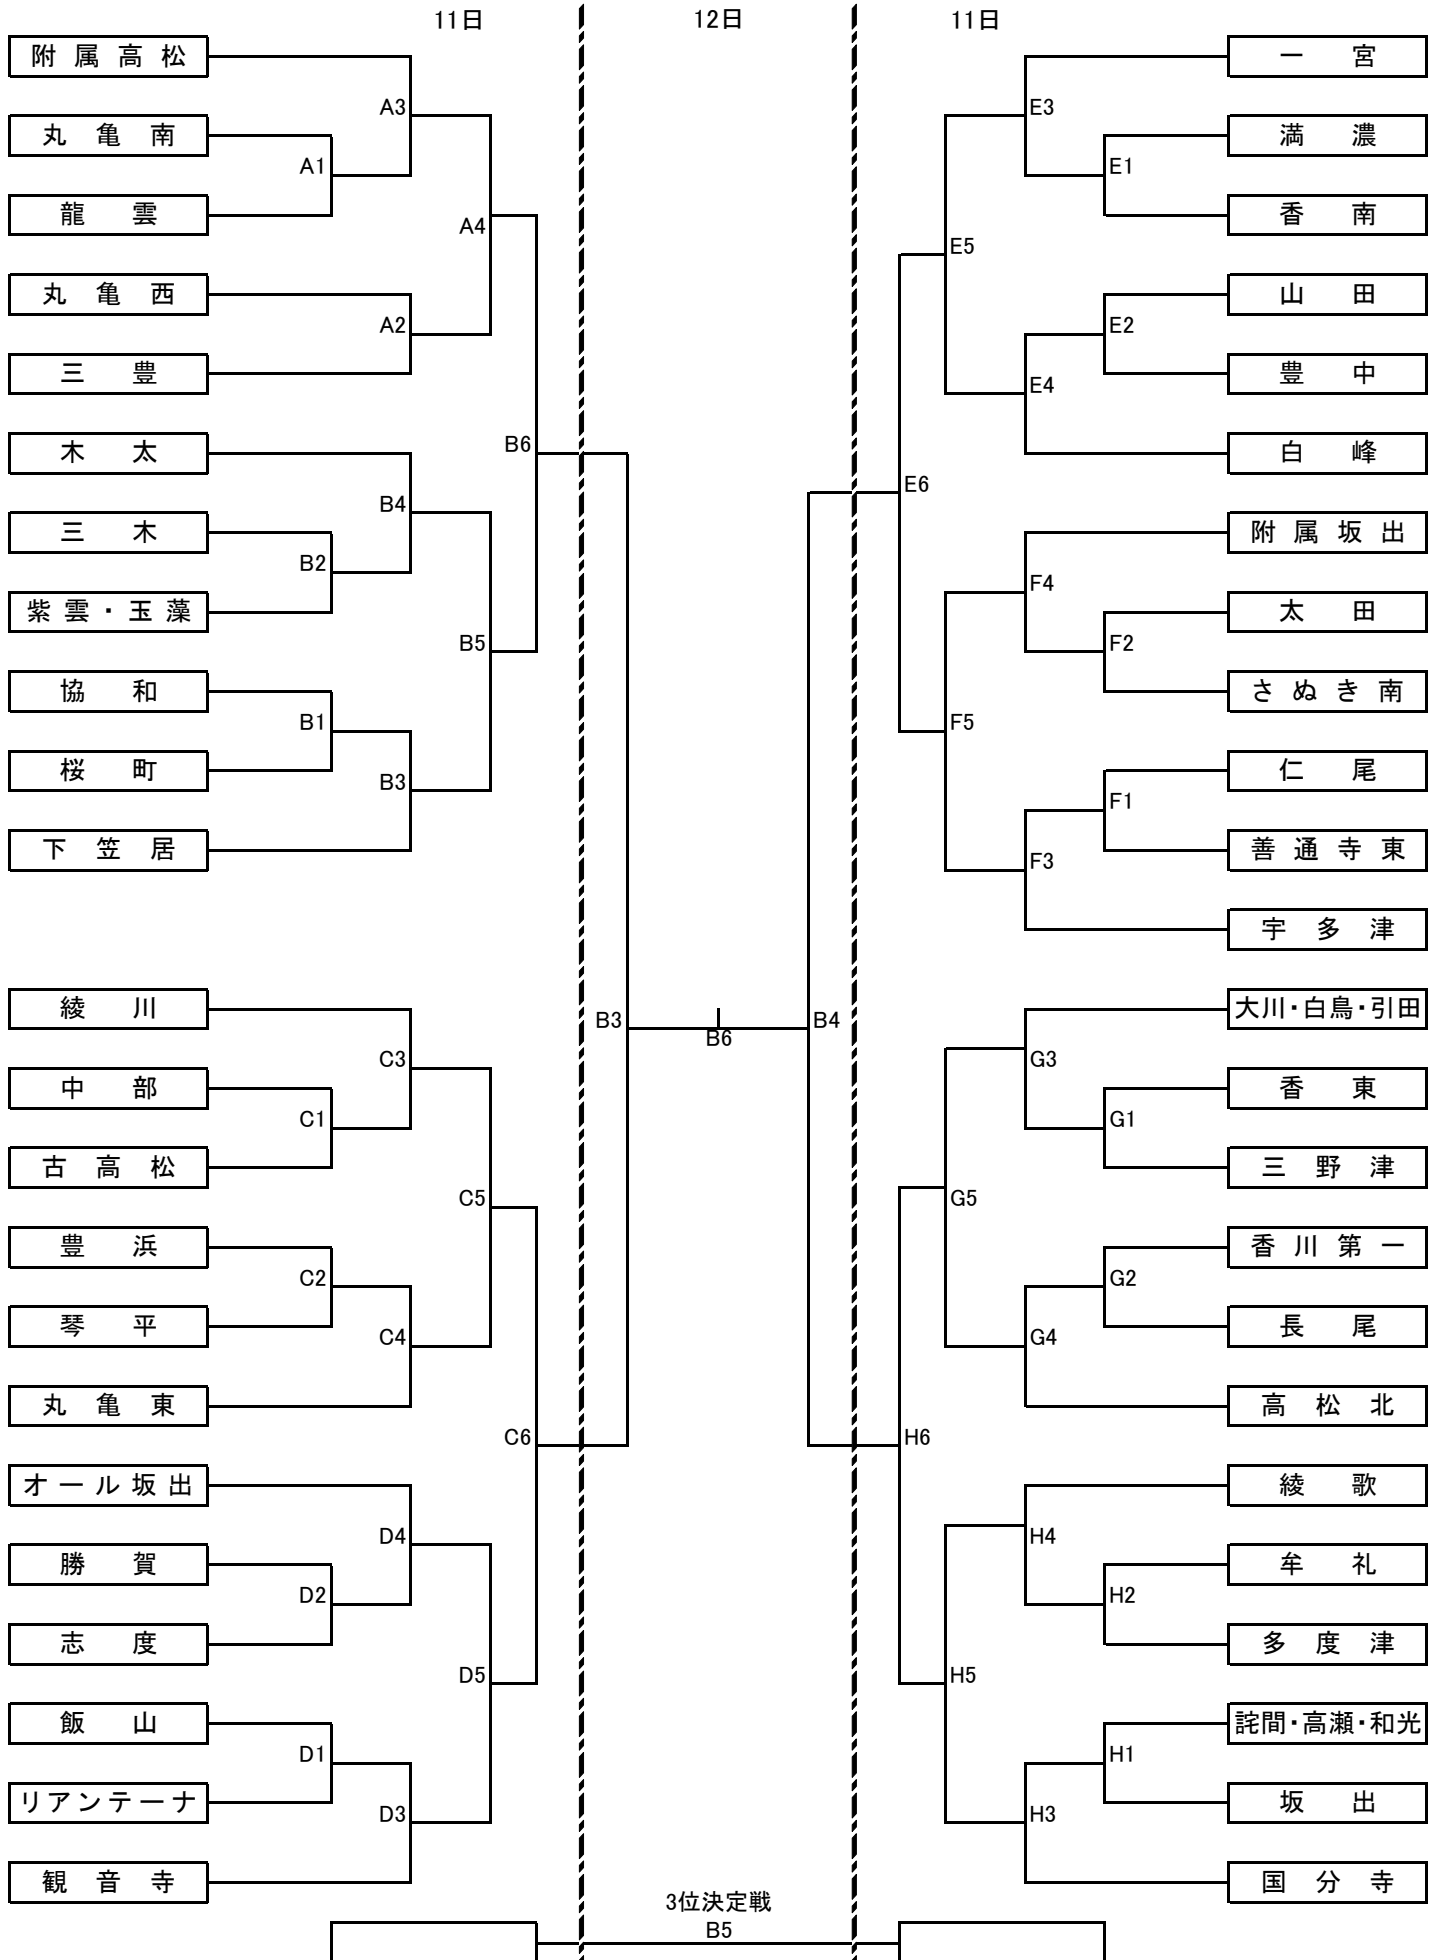 11日 12日 11日
附属高松 一宮
A3 E3
丸亀南 満濃
A1 E1
龍雲 香南
A4 E5
丸亀西 山田
A2 E2
三豊 豊中
E4
木太 B6 白峰
E6
B4
三木 附属坂出
B2 F4
紫雲・玉藻 太田
B5 F2
協和 さぬき南
B1 F5
桜町 仁尾
B3 F1
下笠居 善通寺東
F3
宇多津
綾川 大川・白鳥・引田
B3 B6 B4
C3 G3
中部 香東
C1 G1
古高松 三野津
C5 G5
豊浜 香川第一
C2 G2
琴平 長尾
C4 G4
丸亀東 高松北
C6 H6
オール坂出 綾歌
D4 H4
勝賀 牟礼
D2 H2
志度 多度津
D5 H5
飯山 詫間・高瀬・和光
D1 H1
リアンテーナ 坂出
D3 H3
観音寺 国分寺
3位決定戦
B5